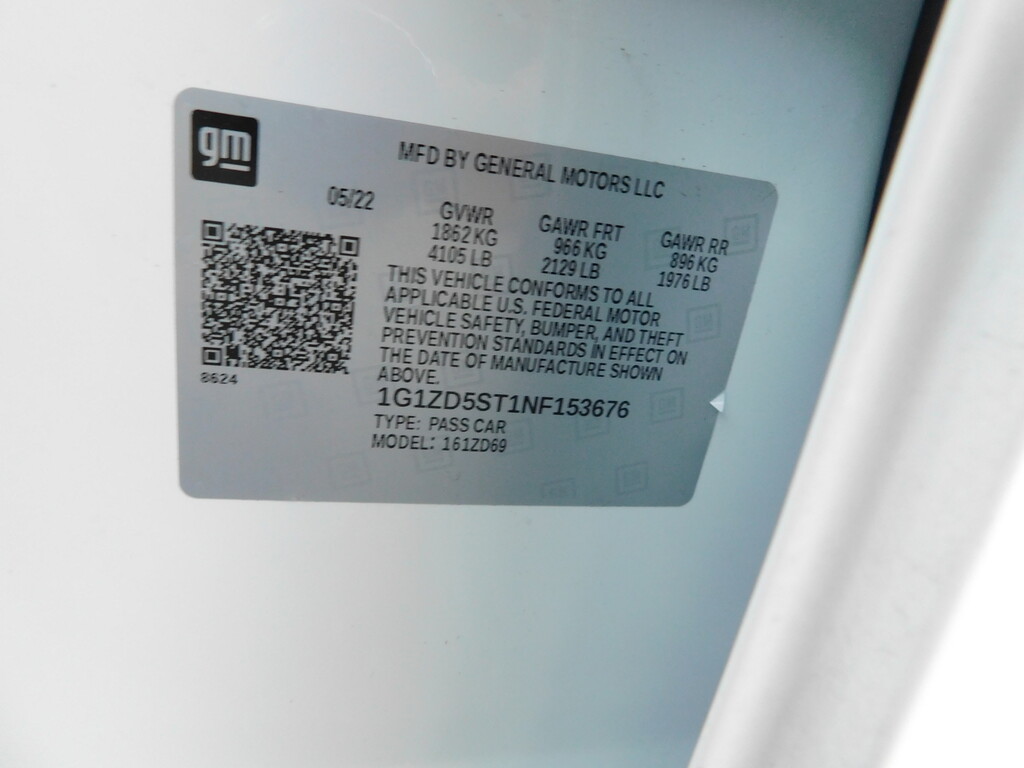 gm
MFD BY GENERAL MOTORS LLC
05/22
GVWR GAWR FRT GAWR RR
1862 KG 966 KG 896 KG
4105 LB 2129 LB 1976 LB
THIS VEHICLE CONFORMS TO ALL
APPLICABLE U.S. FEDERAL MOTOR
VEHICLE SAFETY, BUMPER, AND THEFT
PREVENTION STANDARDS IN EFFECT ON
THE DATE OF MANUFACTURE SHOWN
ABOVE.
8624
1G1ZD5ST1NF153676
TYPE: PASS CAR
MODEL: 161ZD69